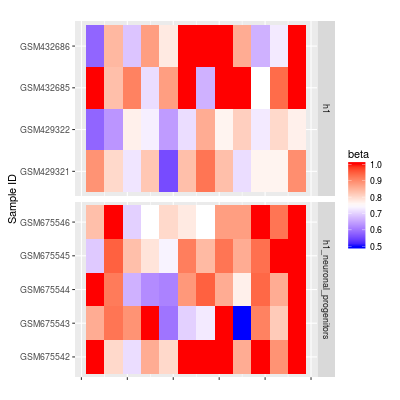 GSM432686
GSM432685
GSM429322
GSM429321
h1
GSM675546
GSM675545
GSM675544
GSM675543
GSM675542
h1_neuronal_progenitors
Sample ID
beta
1.0
0.9
0.8
0.7
0.6
0.5